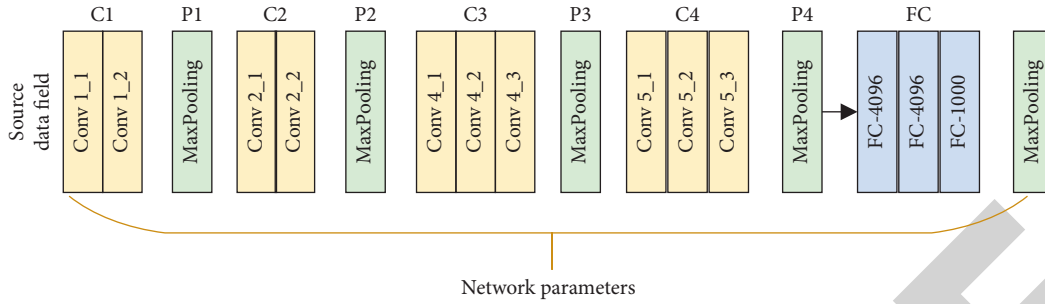 C1 P1 C2 P2 C3 P3 C4 P4 FC
Source
data field
Conv 1_1
Conv 1_2
MaxPooling
Conv 2_1
Conv 2_2
MaxPooling
Conv 4_1
Conv 4_2
Conv 4_3
MaxPooling
Conv 5_1
Conv 5_2
Conv 5_3
MaxPooling
FC-4096
FC-4096
FC-1000
MaxPooling
Network parameters